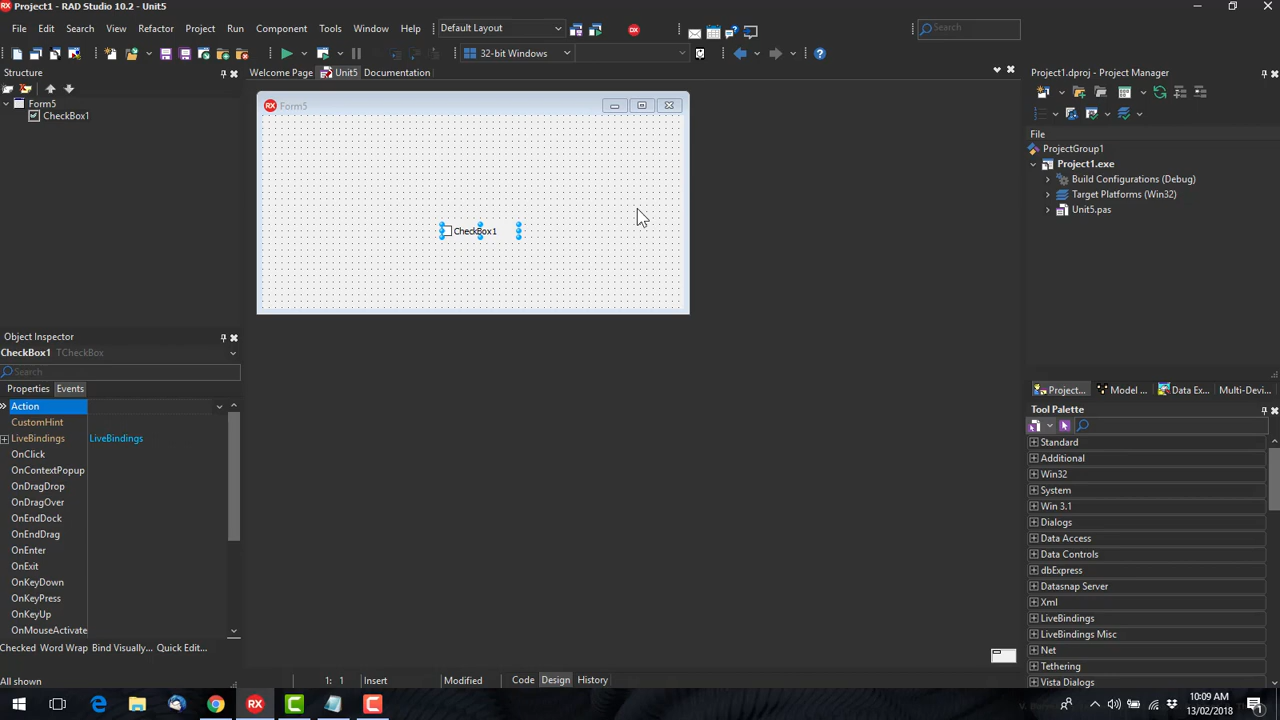 Project1 - RAD Studio 10.2 - Unit5
File Edit Search View Refactor Project Run Component Tools Window Help Default Layout Search
32-bit Windows
Structure
Welcome Page Unit5 Documentation
Project1.dproj - Project Manager
Form5
CheckBox1
Form5
CheckBox1
File
ProjectGroup1
Project1.exe
Build Configurations (Debug)
Target Platforms (Win32)
Unit5.pas
Object Inspector
CheckBox1 TCheckBox
Search
Properties Events
Action
CustomHint
LiveBindings LiveBindings
OnClick
OnContextPopup
OnDragDrop
OnDragOver
OnEndDock
OnEndDrag
OnEnter
OnExit
OnKeyDown
OnKeyPress
OnKeyUp
OnMouseActivate
Checked Word Wrap Bind Visually... Quick Edit...
All shown
Project... Model ... Data Ex... Multi-Devi...
Tool Palette
Standard
Additional
Win32
System
Win 3.1
Dialogs
Data Access
Data Controls
dbExpress
Datasnap Server
Xml
LiveBindings
LiveBindings Misc
Net
Tethering
Vista Dialogs
1: 1 Insert Modified Code Design History
10:09 AM
13/02/2018